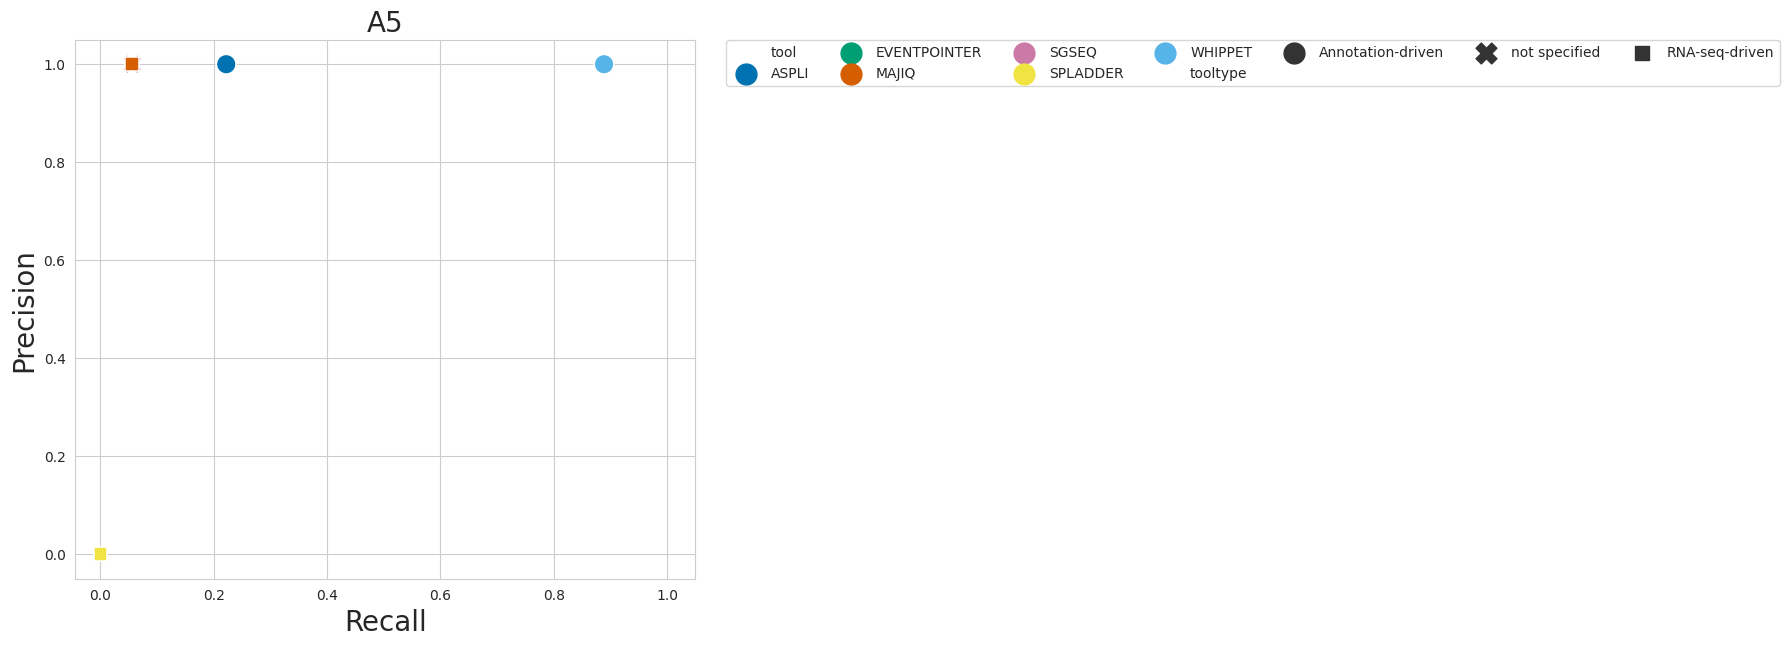 A5
tool
EVENTPOINTER
SGSEQ
WHIPPET
Annotation-driven
not specified
RNA-seq-driven
ASPLI
MAJIQ
SPLADDER
tooltype
Precision
1.0
0.8
0.6
0.4
0.2
0.0
0.0 0.2 0.4 0.6 0.8 1.0
Recall